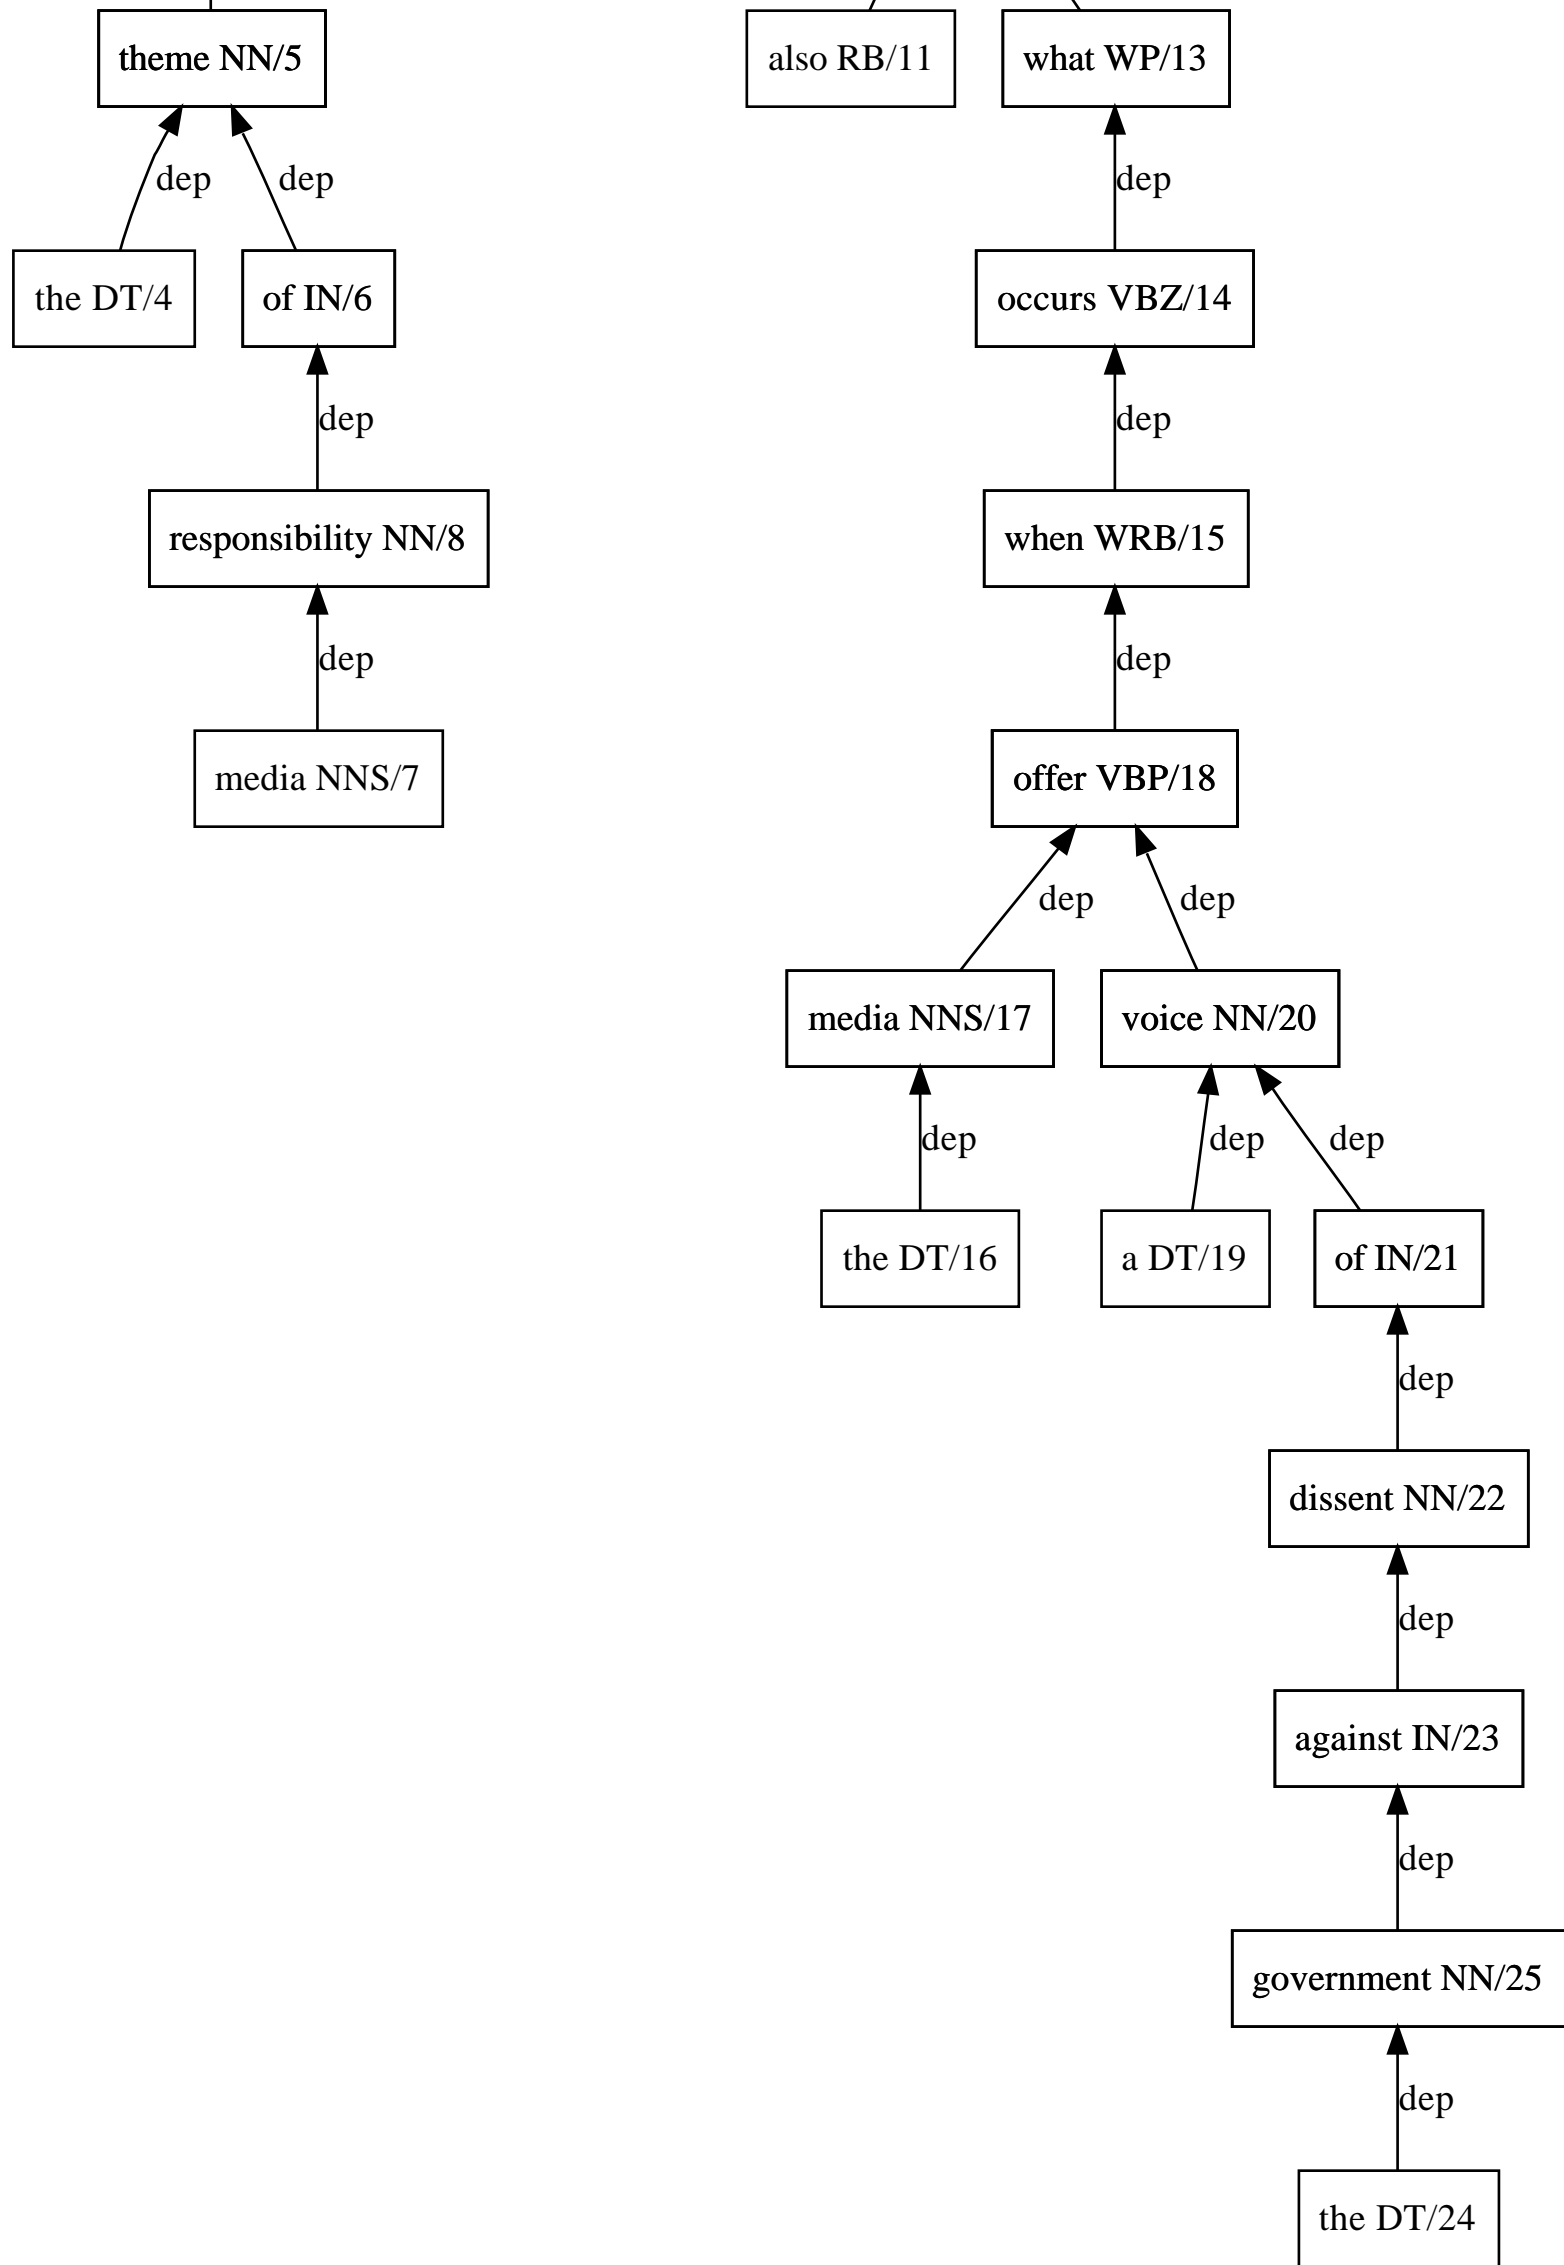 theme NN/5
also RB/11
what WP/13
dep
dep
dep
the DT/4
of IN/6
occurs VBZ/14
dep
dep
responsibility NN/8
when WRB/15
dep
dep
media NNS/7
offer VBP/18
dep
dep
media NNS/17
voice NN/20
dep
dep
dep
the DT/16
a DT/19
of IN/21
dep
dissent NN/22
dep
against IN/23
dep
government NN/25
dep
the DT/24